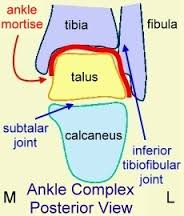 ankle
mortise
tibia
fibula
talus
subtalar
joint
calcaneus
inferior
tibiofibular
joint
M
L
Ankle Complex
Posterior View